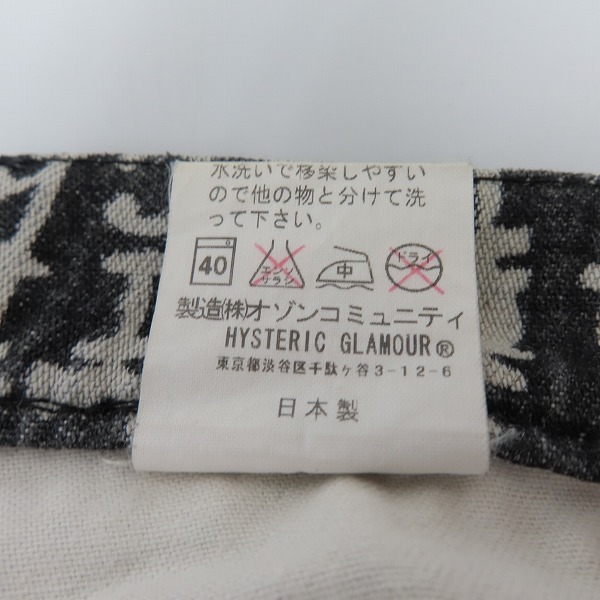 水洗いで移染しやすい
ので他の物と分けて洗
って下さい。
40 エンソ サラシ 中 ドライ
製造(株)オゾンコミュニティ
HYSTERIC GLAMOUR®
東京都渋谷区千駄ヶ谷3-12-6
日本製